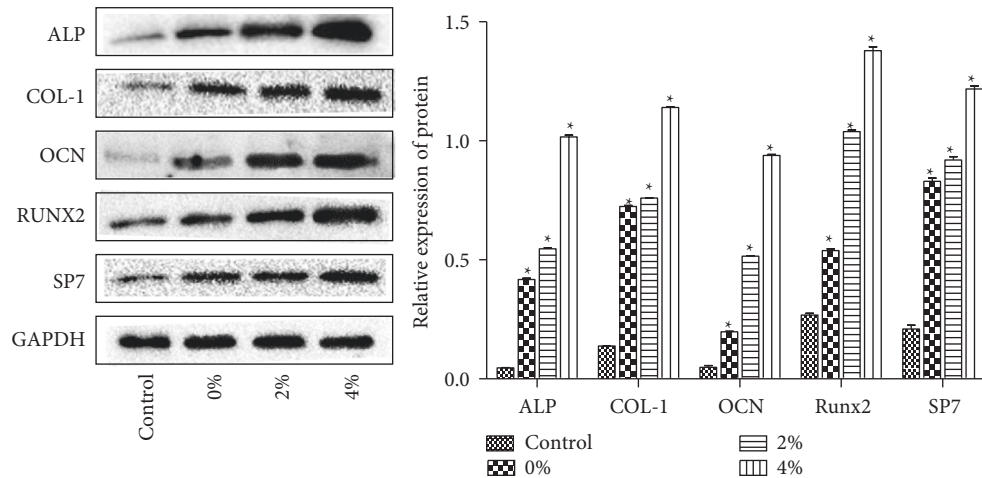 ALP
COL-1
OCN
RUNX2
SP7
GAPDH
Control
0%
2%
4%
Relative expression of protein
1.5
1.0
0.5
0.0
* * *
* * *
* * *
* * *
* * *
ALP COL-1 OCN Runx2 SP7
Control 2%
0% 4%